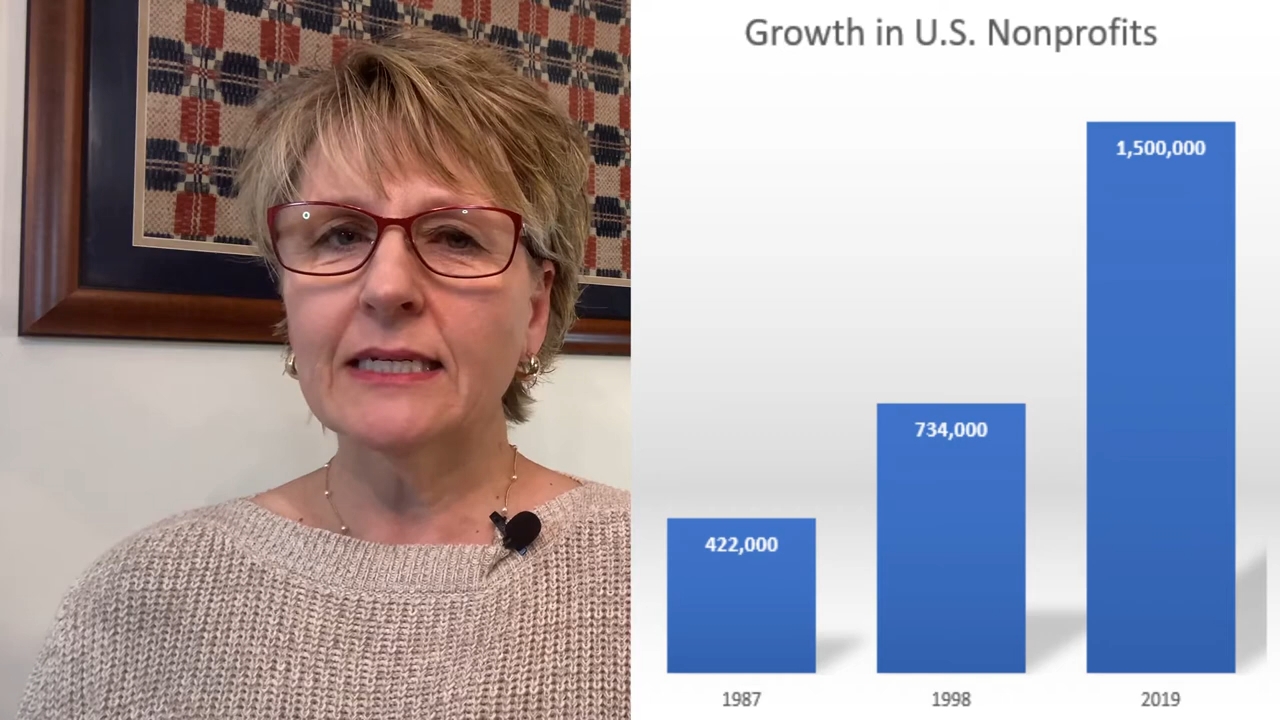 Growth in U.S. Nonprofits
1,500,000
734,000
422,000
1987 1998 2019